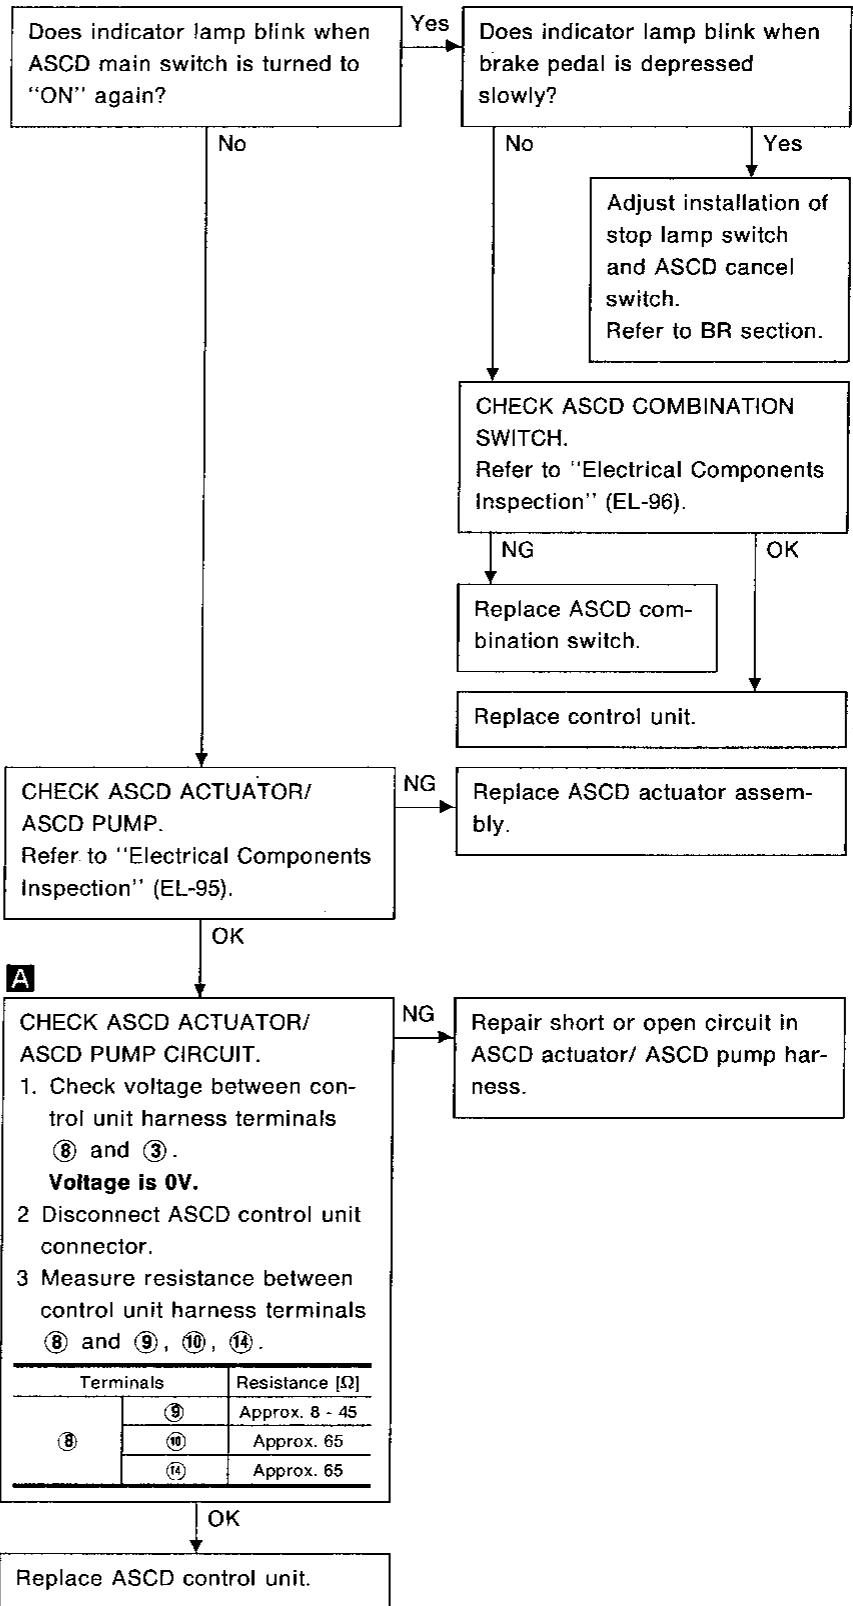 Does indicator lamp blink when
ASCD main switch is turned to
"ON" again?
Yes
Does indicator lamp blink when
brake pedal is depressed
slowly?
No
No
Yes
Adjust installation of
stop lamp switch
and ASCD cancel
switch.
Refer to BR section.
CHECK ASCD COMBINATION
SWITCH.
Refer to "Electrical Components
Inspection" (EL-96).
NG
OK
Replace ASCD com-
bination switch.
Replace control unit.
CHECK ASCD ACTUATOR/
ASCD PUMP.
Refer to "Electrical Components
Inspection" (EL-95).
NG
Replace ASCD actuator assem-
bly.
OK
A
CHECK ASCD ACTUATOR/
ASCD PUMP CIRCUIT.
1. Check voltage between con-
trol unit harness terminals
⑧ and ③.
Voltage is 0V.
2 Disconnect ASCD control unit
connector.
3 Measure resistance between
control unit harness terminals
⑧ and ⑨, ⑩, ⑭.
Terminals Resistance [Ω]
⑧ ⑨ Approx. 8 - 45
⑩ Approx. 65
⑭ Approx. 65
NG
Repair short or open circuit in
ASCD actuator/ ASCD pump har-
ness.
OK
Replace ASCD control unit.